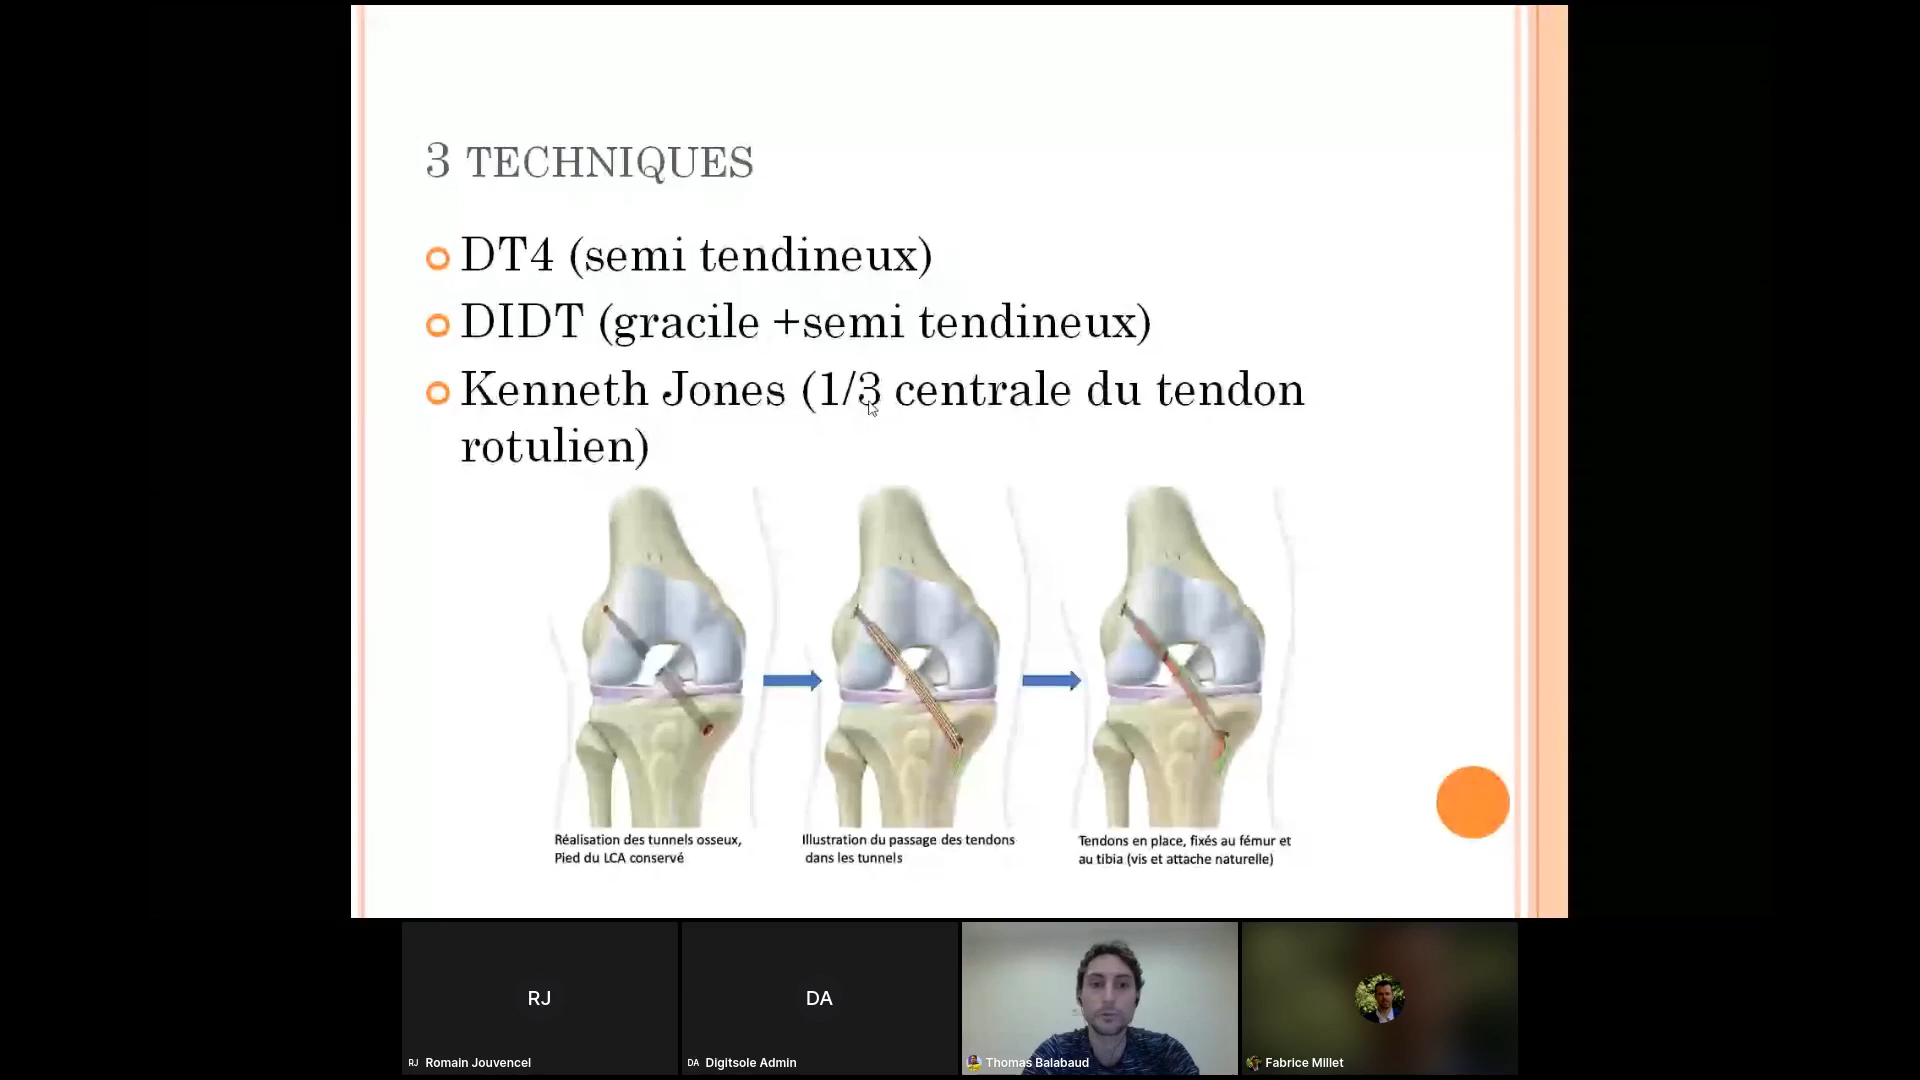 3 TECHNIQUES
DT4 (semi tendineux)
DIDT (gracile +semi tendineux)
Kenneth Jones (1/3 centrale du tendon
rotulien)
Réalisation des tunnels osseux,
Pied du LCA conservé
Illustration du passage des tendons
dans les tunnels
Tendons en place, fixés au fémur et
au tibia (vis et attache naturelle)
RJ
DA
RJ Romain Jouvencel
DA Digitsole Admin
Thomas Balabaud
Fabrice Millet